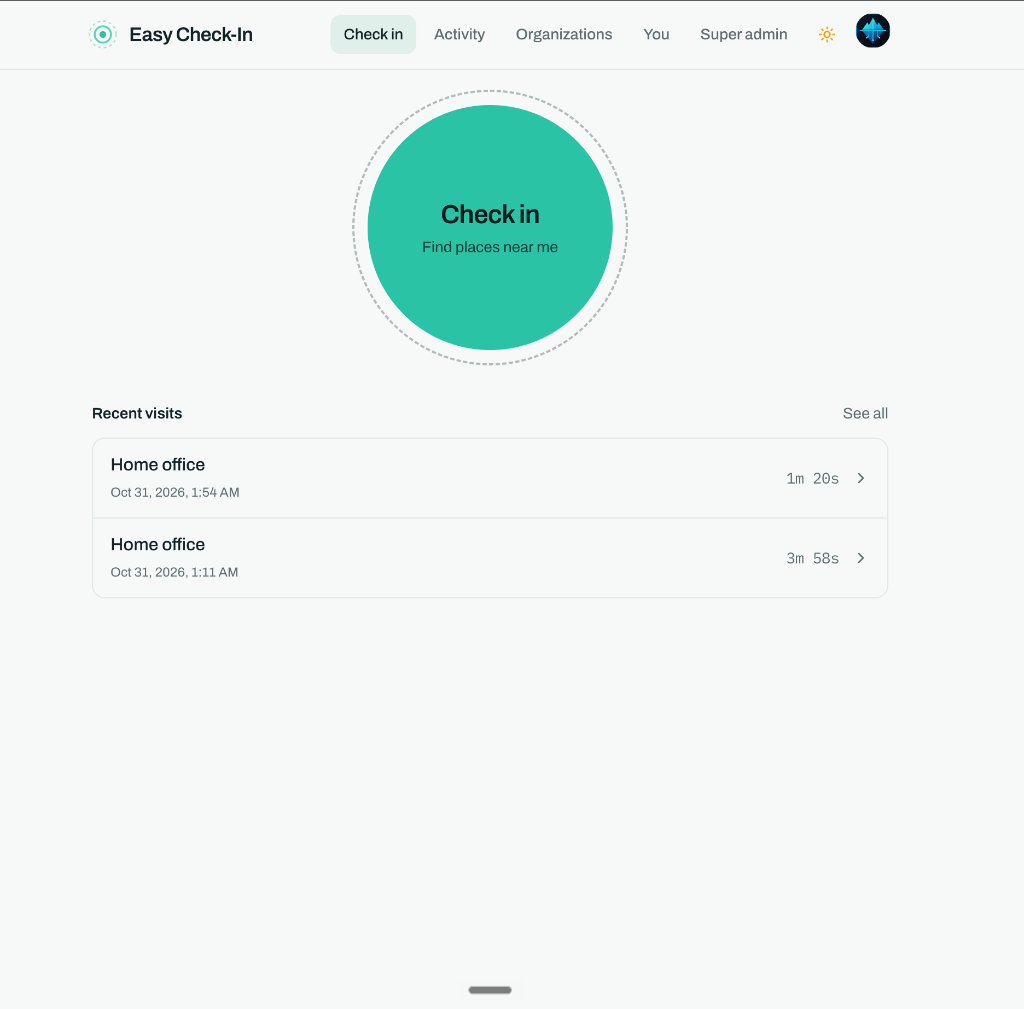 Easy Check-In
Check in
Activity
Organizations
You
Super admin
Check in
Find places near me
Recent visits
See all
Home office
Oct 31, 2026, 1:54 AM
1m 20s
Home office
Oct 31, 2026, 1:11 AM
3m 58s